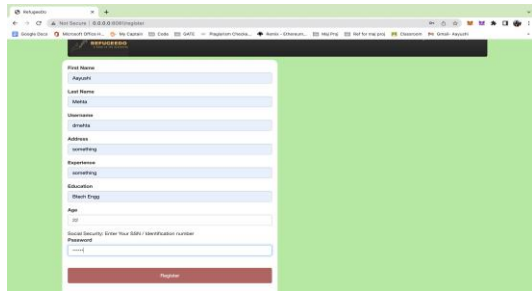 Refugeedo
Not Secure | 0.0.0.0:8080/register
Google Docs Microsoft Office H... My Captain Code GATE Plagiarism Checke... Remix - Ethereum... Maj Proj Ref for maj proj Classroom Gmail- Aayushi
REFUGEEDO
First Name
Aayushi
Last Name
Mehta
Username
dmehta
Address
something
Experience
something
Education
Btech Engg
Age
22
Social Security: Enter Your SSN / Identification number
Password
Register